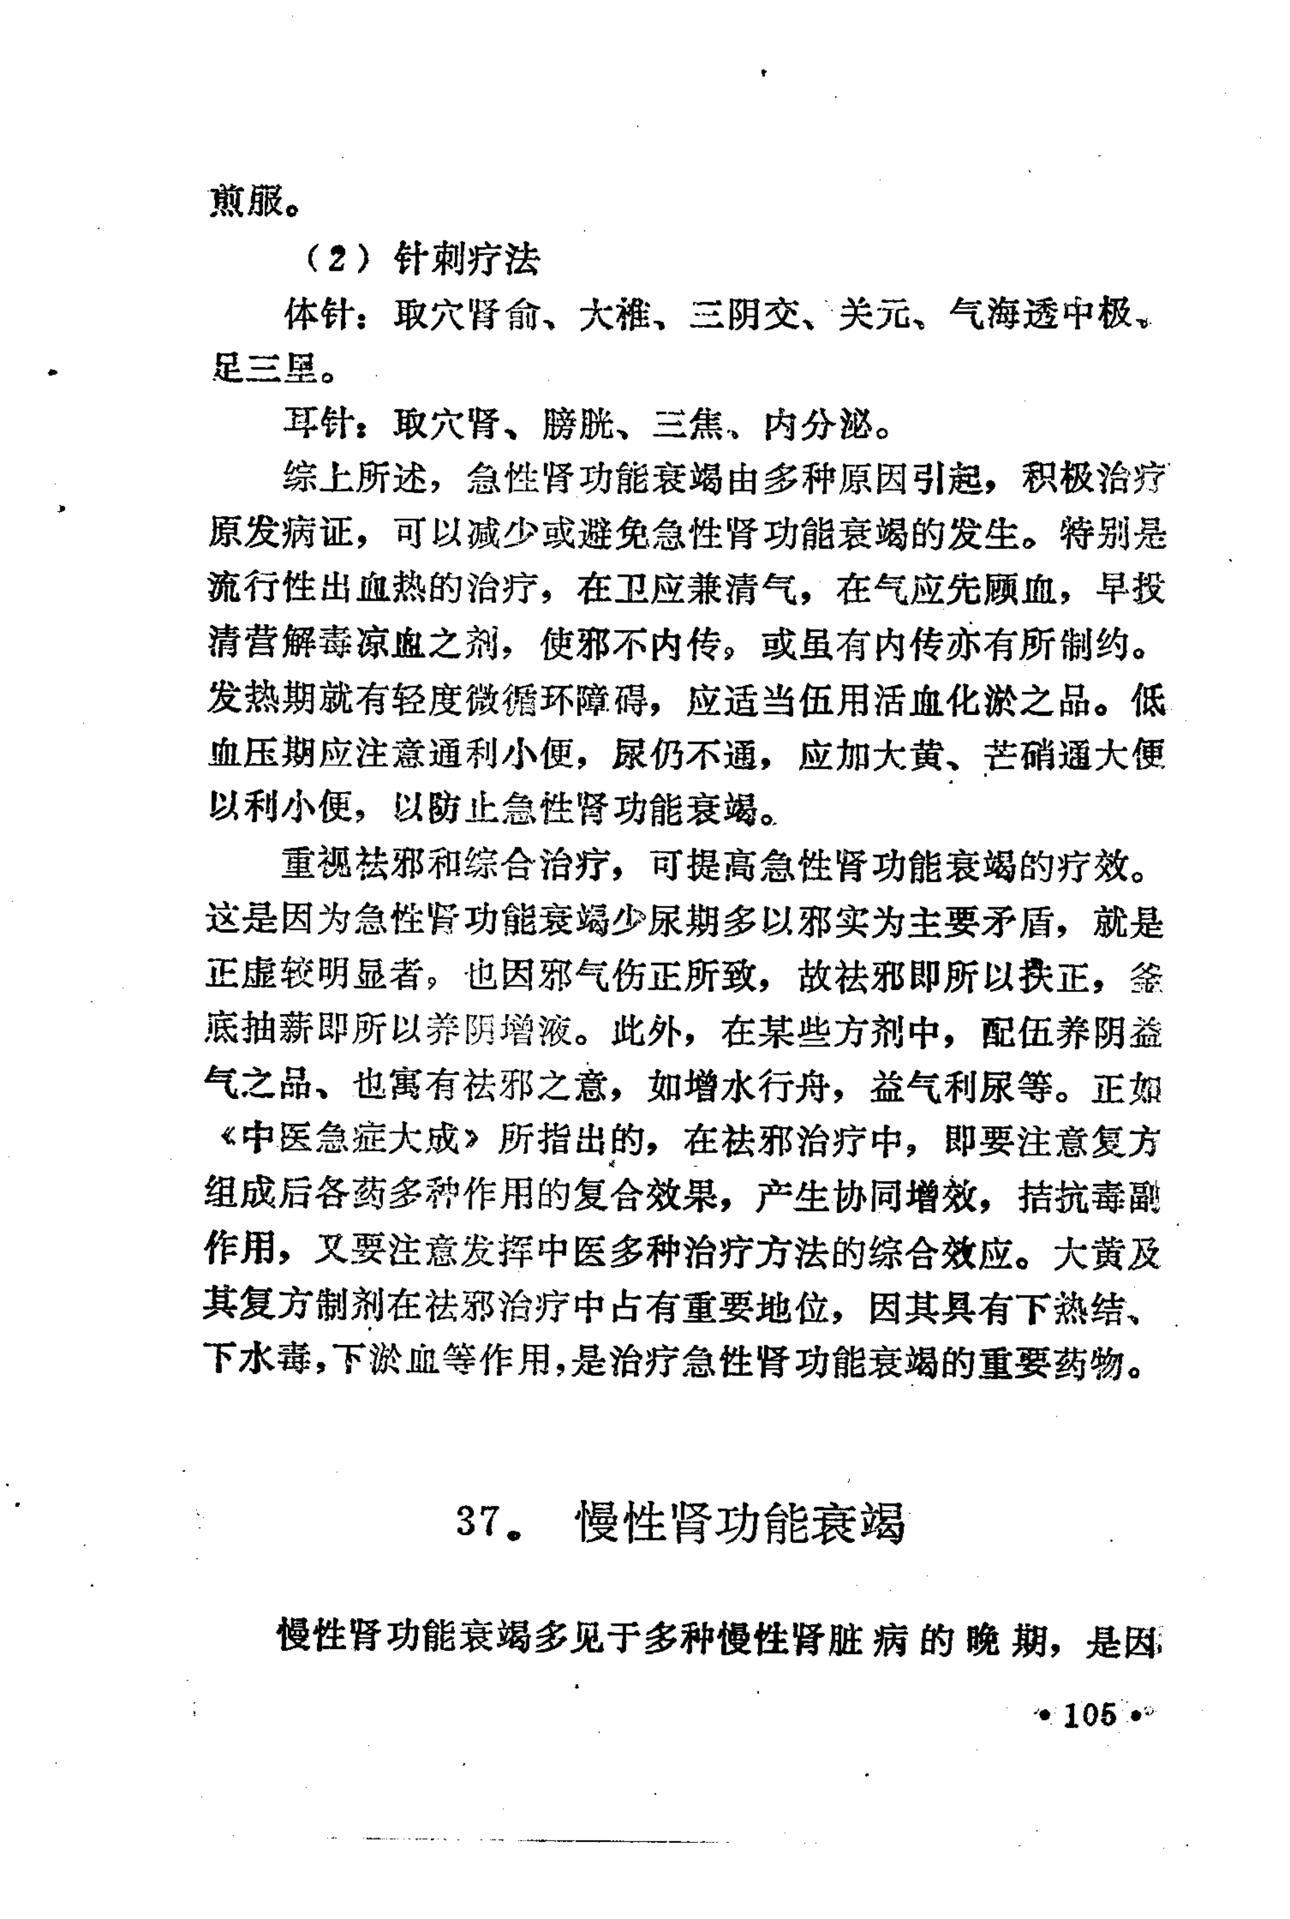 煎服。
（2）针刺疗法
体针：取穴肾俞、大椎、三阴交、关元、气海透中极、
足三里。
耳针：取穴肾、膀胱、三焦、内分泌。
综上所述，急性肾功能衰竭由多种原因引起，积极治疗
原发病证，可以减少或避免急性肾功能衰竭的发生。特别是
流行性出血热的治疗，在卫应兼清气，在气应先顾血，早投
清营解毒凉血之剂，使邪不内传，或虽有内传亦有所制约。
发热期就有轻度微循环障碍，应适当伍用活血化淤之品。低
血压期应注意通利小便，尿仍不通，应加大黄、芒硝通大便
以利小便，以防止急性肾功能衰竭。
重视祛邪和综合治疗，可提高急性肾功能衰竭的疗效。
这是因为急性肾功能衰竭少尿期多以邪实为主要矛盾，就是
正虚较明显者，也因邪气伤正所致，故祛邪即所以扶正，釜
底抽薪即所以养阴增液。此外，在某些方剂中，配伍养阴益
气之品、也寓有祛邪之意，如增水行舟，益气利尿等。正如
《中医急症大成》所指出的，在祛邪治疗中，即要注意复方
组成后各药多种作用的复合效果，产生协同增效，拮抗毒副
作用，又要注意发挥中医多种治疗方法的综合效应。大黄及
其复方制剂在祛邪治疗中占有重要地位，因其具有下热结、
下水毒，下淤血等作用，是治疗急性肾功能衰竭的重要药物。
37。 慢性肾功能衰竭
慢性肾功能衰竭多见于多种慢性肾脏病的晚期，是因
•105•